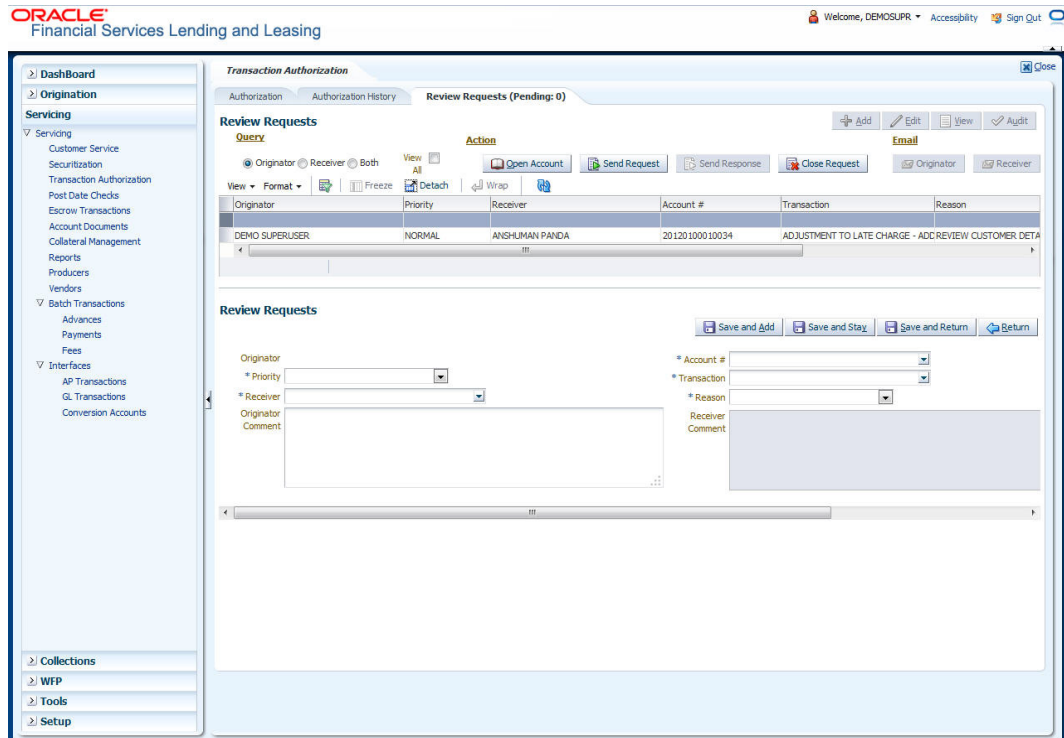 ORACLE
Financial Services Lending and Leasing
Welcome, DEMOSUPR Accessibility Sign Out
Close
DashBoard
Origination
Servicing
Servicing
Customer Service
Securitization
Transaction Authorization
Post Date Checks
Escrow Transactions
Account Documents
Collateral Management
Reports
Producers
Vendors
Batch Transactions
Advances
Payments
Fees
Interfaces
AP Transactions
GL Transactions
Conversion Accounts
Collections
WFP
Tools
Setup
Transaction Authorization
Authorization Authorization History Review Requests (Pending: 0)
Review Requests
Add Edit View Audit
Query Action Email
Originator Receiver Both View All Open Account Send Request Send Response Close Request Originator Receiver
View Format Freeze Detach Wrap
Originator Priority Receiver Account # Transaction Reason
DEMO SUPERUSER NORMAL ANSHUMAN PANDA 20120100010034 ADJUSTMENT TO LATE CHARGE - ADD REVIEW CUSTOMER DETA
Review Requests
Save and Add Save and Stay Save and Return Return
Originator * Account #
* Priority * Transaction
* Receiver * Reason
Originator Comment Receiver Comment